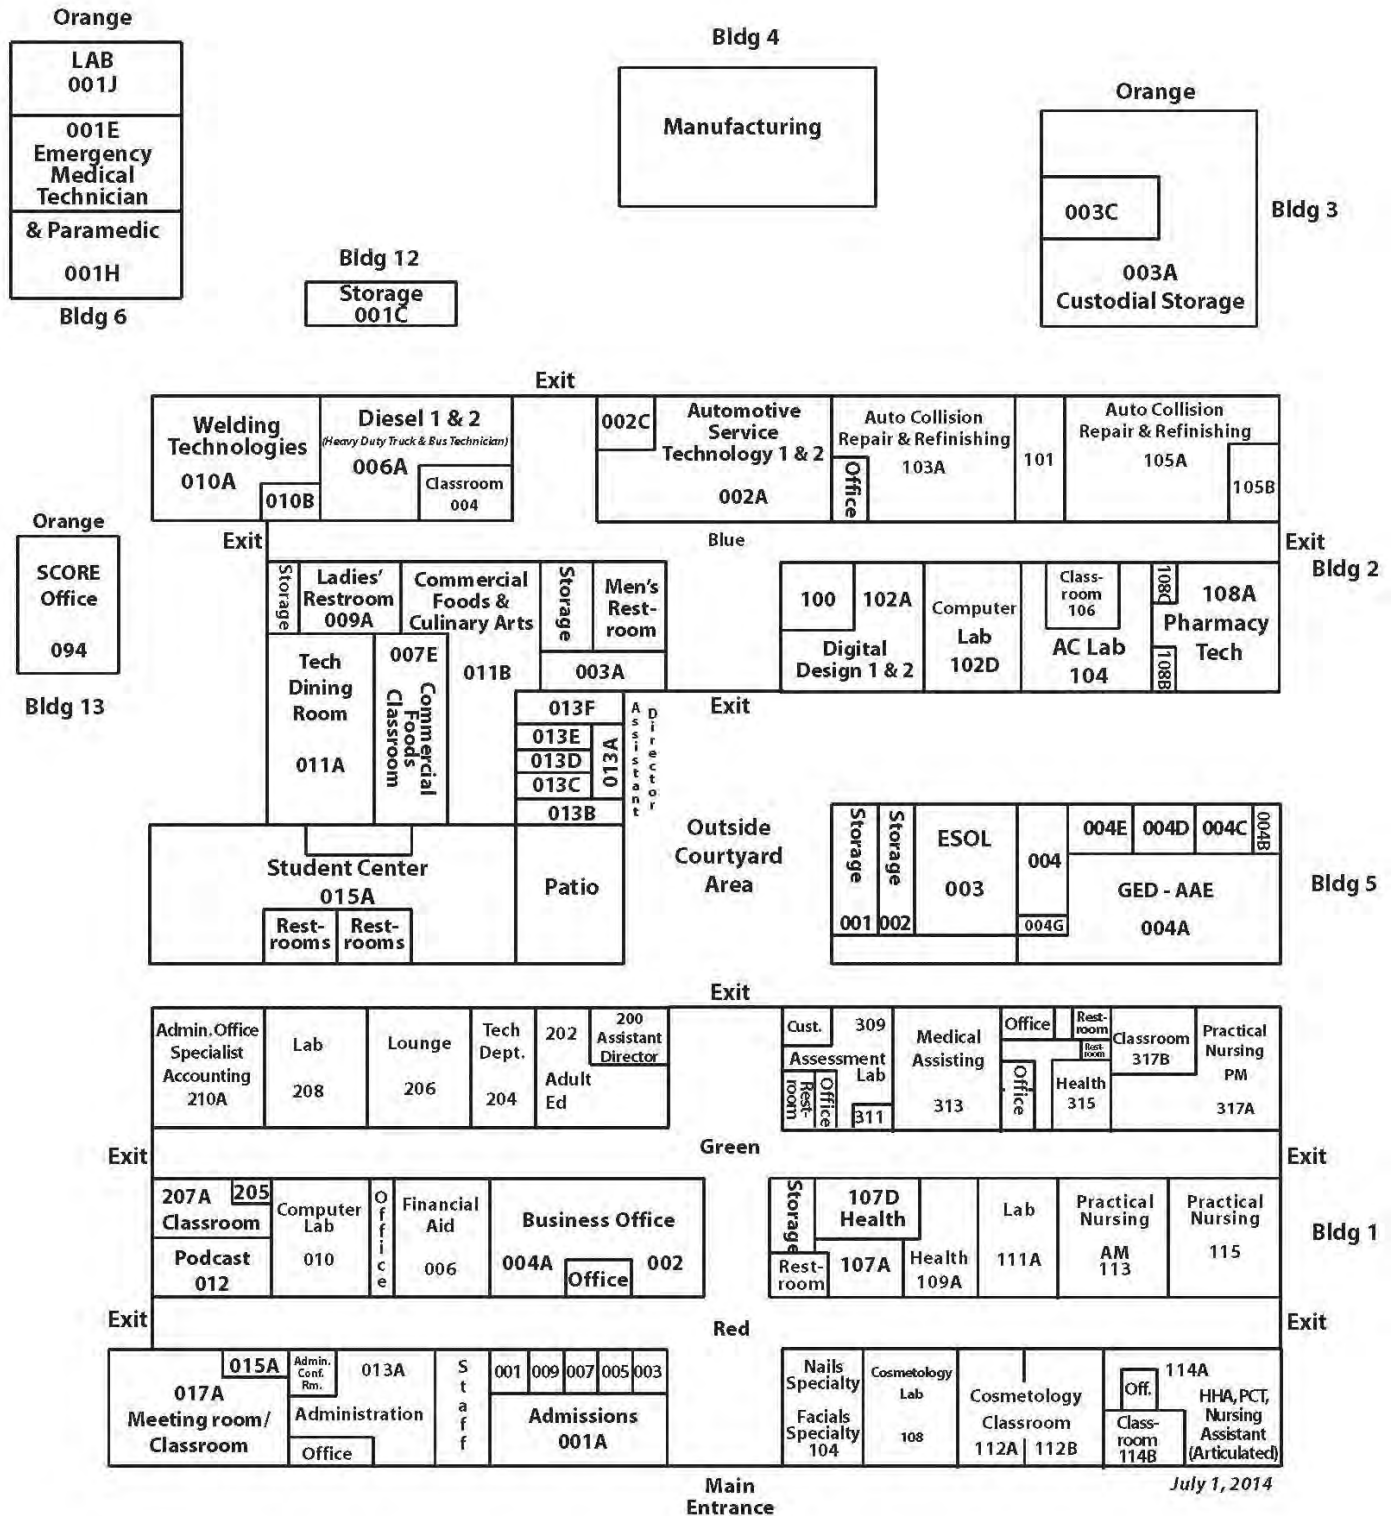 Orange
LAB
001J
001E
Emergency
Medical
Technician
& Paramedic
001H
Bldg 6
Bldg 4
Manufacturing
Orange
003C
Bldg 3
003A
Custodial Storage
Bldg 12
Storage
001C
Exit
Welding
Technologies
010A
010B
Diesel 1 & 2
(Heavy Duty Truck & Bus Technician)
006A
Classroom
004
002C
Automotive
Service
Technology 1 & 2
002A
Auto Collision
Repair & Refinishing
103A
Office
101
Auto Collision
Repair & Refinishing
105A
105B
Orange
SCORE
Office
094
Bldg 13
Exit
Blue
Exit
Bldg 2
Storage
Ladies'
Restroom
009A
Commercial
Foods &
Culinary Arts
011B
Storage
Men's
Rest-
room
003A
100
102A
Digital
Design 1 & 2
Computer
Lab
102D
Class-
room
106
AC Lab
104
108C
108A
Pharmacy
Tech
108B
Tech
Dining
Room
011A
007E
Commercial
Foods
Classroom
013F
013E
013D
013C
013A
013B
Assistant
Director
Exit
Outside
Courtyard
Area
Student Center
015A
Rest-
rooms
Rest-
rooms
Patio
Storage
001
Storage
002
ESOL
003
004
004G
004E
004D
004C
004B
GED - AAE
004A
Bldg 5
Exit
Admin. Office
Specialist
Accounting
210A
Lab
208
Lounge
206
Tech
Dept.
204
202
Adult
Ed
200
Assistant
Director
Cust.
309
Assessment
Lab
Rest-
room
Office
311
Medical
Assisting
313
Office
Office
Rest-
room
Rest-
room
Health
315
Classroom
317B
Practical
Nursing
PM
317A
Exit
Green
Exit
207A
205
Classroom
Podcast
012
Computer
Lab
010
Office
Financial
Aid
006
Business Office
004A
Office
002
Storage
Rest-
room
107D
Health
107A
Health
109A
Lab
111A
Practical
Nursing
AM
113
Practical
Nursing
115
Bldg 1
Exit
Red
Exit
015A
017A
Meeting room/
Classroom
Admin.
Conf.
Rm.
013A
Administration
Office
Staff
001
009
007
005
003
Admissions
001A
Nails
Specialty
Facials
Specialty
104
Cosmetology
Lab
108
Cosmetology
Classroom
112A
112B
114A
Off.
Class-
room
114B
HHA, PCT,
Nursing
Assistant
(Articulated)
Main
Entrance
July 1, 2014